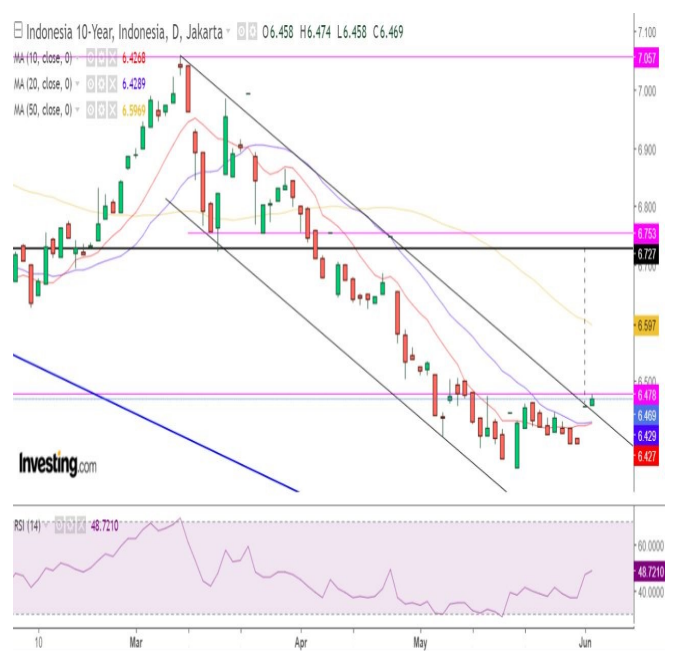 Indonesia 10-Year, Indonesia, D, Jakarta O6.458 H6.474 L6.458 C6.469
MA (10, close, 0) 6.4268
MA (20, close, 0) 6.4289
MA (50, close, 0) 6.5969
7.100
7.057
7.000
6.900
6.800
6.753
6.727
6.700
6.597
6.500
6.478
6.469
6.429
6.427
Investing.com
RSI (14) 48.7210
60.0000
48.7210
40.0000
10 Mar Apr May Jun